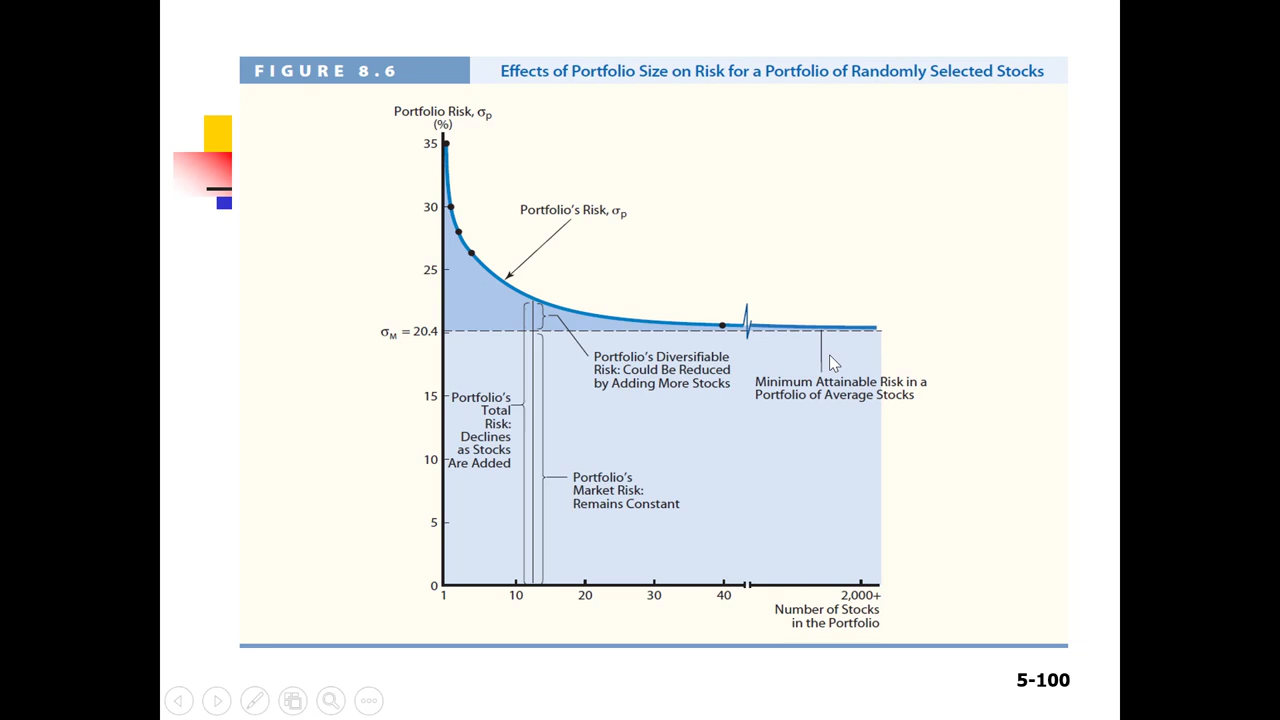 FIGURE 8.6
Effects of Portfolio Size on Risk for a Portfolio of Randomly Selected Stocks
Portfolio Risk, σp
(%)
35
30
25
σM = 20.4
15
10
5
0
Portfolio's Risk, σp
Portfolio's Diversifiable
Risk: Could Be Reduced
by Adding More Stocks
Minimum Attainable Risk in a
Portfolio of Average Stocks
Portfolio's
Total
Risk:
Declines
as Stocks
Are Added
Portfolio's
Market Risk:
Remains Constant
1
10
20
30
40
2,000+
Number of Stocks
in the Portfolio
5-100